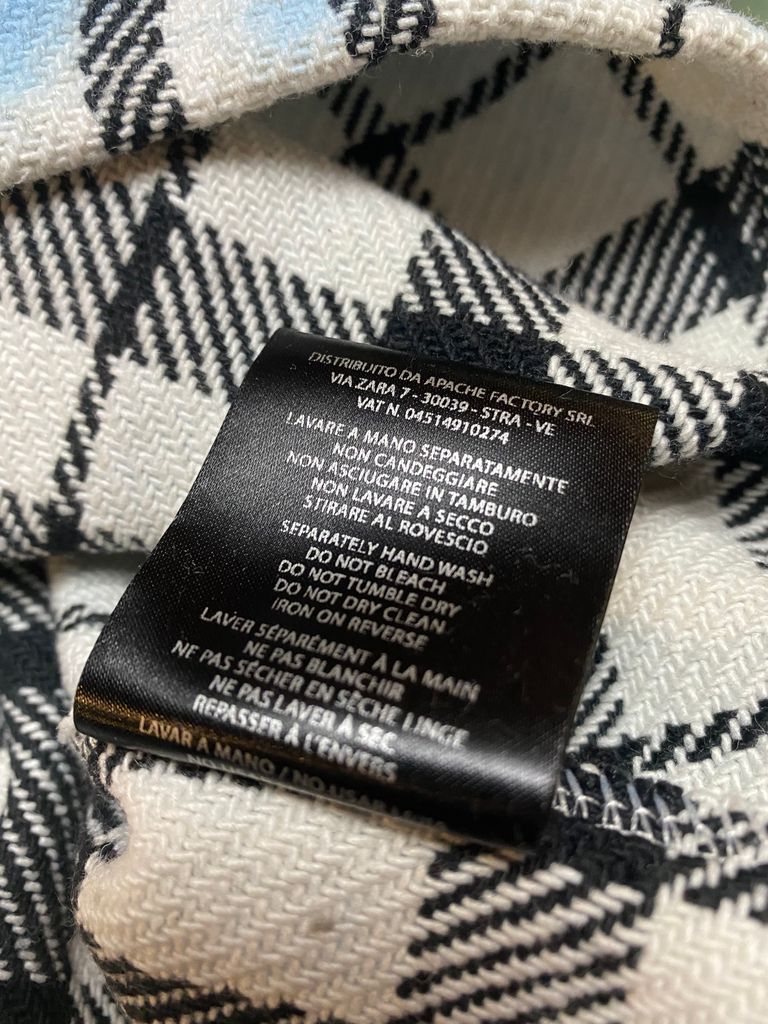 DISTRIBUITO DA APACHE FACTORY SRL
VIA ZARA 7 - 30039 - STRA - VE
VAT N. 04514910274
LAVARE A MANO SEPARATAMENTE
NON CANDEGGIARE
NON ASCIUGARE IN TAMBURO
NON LAVARE A SECCO
STIRARE AL ROVESCIO
SEPARATELY HAND WASH
DO NOT BLEACH
DO NOT TUMBLE DRY
DO NOT DRY CLEAN
IRON ON REVERSE
LAVER SÉPARÉMENT À LA MAIN
NE PAS BLANCHIR
NE PAS SÉCHER EN SÈCHE LINGE
NE PAS LAVER À SEC
REPASSER À L'ENVERS
LAVAR A MANO / NO USAR